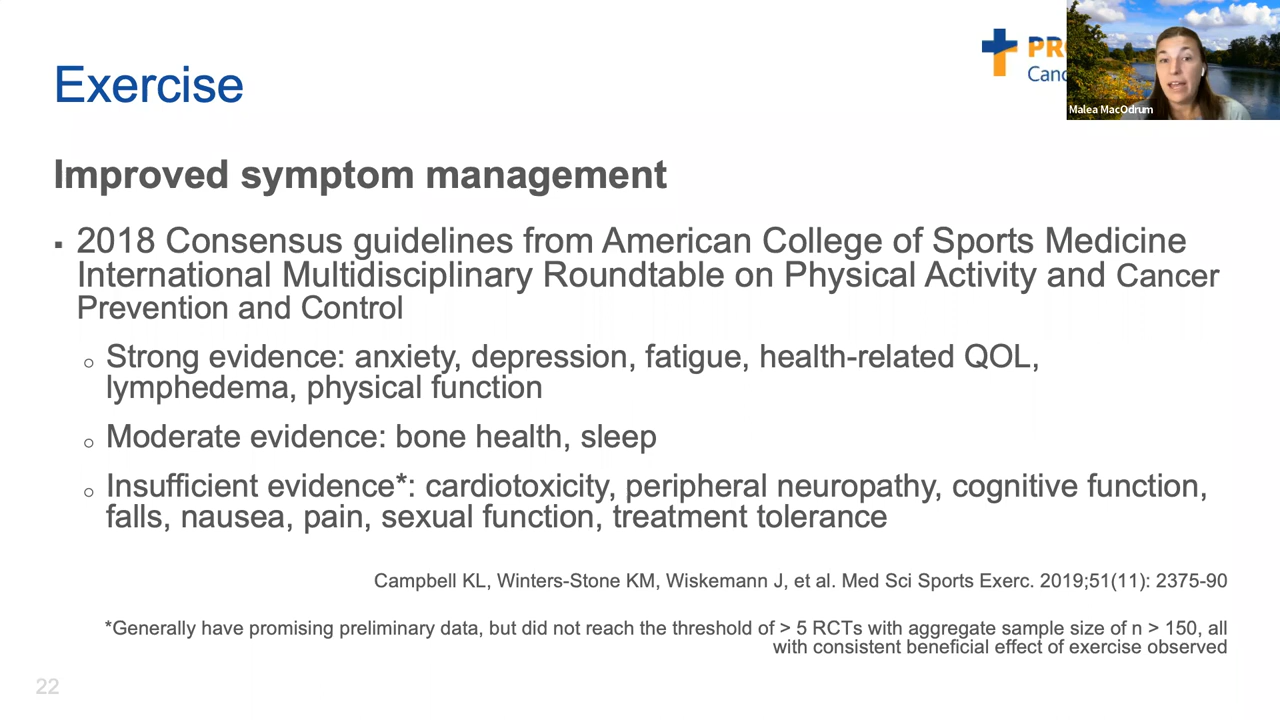 Exercise
Malea MacOdrum
Improved symptom management
▪ 2018 Consensus guidelines from American College of Sports Medicine
International Multidisciplinary Roundtable on Physical Activity and Cancer
Prevention and Control
○ Strong evidence: anxiety, depression, fatigue, health-related QOL,
lymphedema, physical function
○ Moderate evidence: bone health, sleep
○ Insufficient evidence*: cardiotoxicity, peripheral neuropathy, cognitive function,
falls, nausea, pain, sexual function, treatment tolerance
Campbell KL, Winters-Stone KM, Wiskemann J, et al. Med Sci Sports Exerc. 2019;51(11): 2375-90
*Generally have promising preliminary data, but did not reach the threshold of > 5 RCTs with aggregate sample size of n > 150, all
with consistent beneficial effect of exercise observed
22